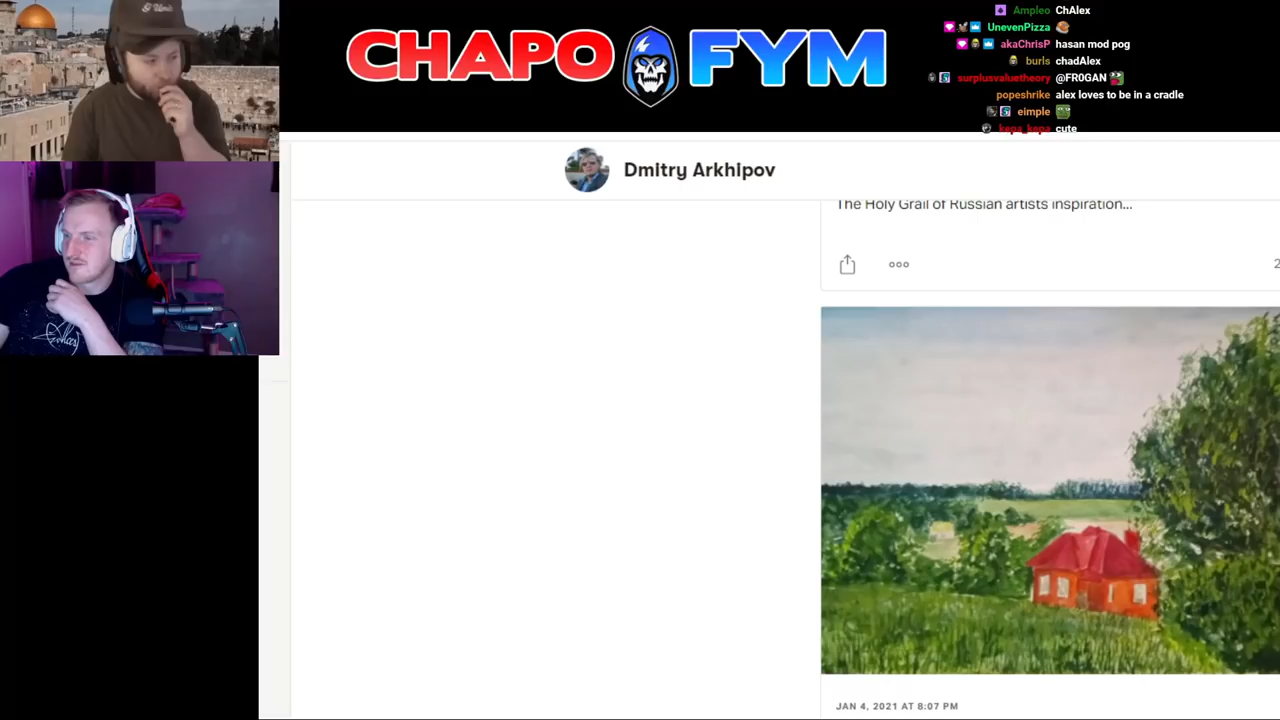 CHAPO FYM
Ampleo ChAlex
UnevenPizza
akaChrisP hasan mod pog
burls chadAlex
surplusvaluetheory @FR0GAN
popeshrike alex loves to be in a cradle
eimple
kepa_kepa cute
Dmitry Arkhipov
The Holy Grail of Russian artists inspiration...
2
JAN 4, 2021 AT 8:07 PM